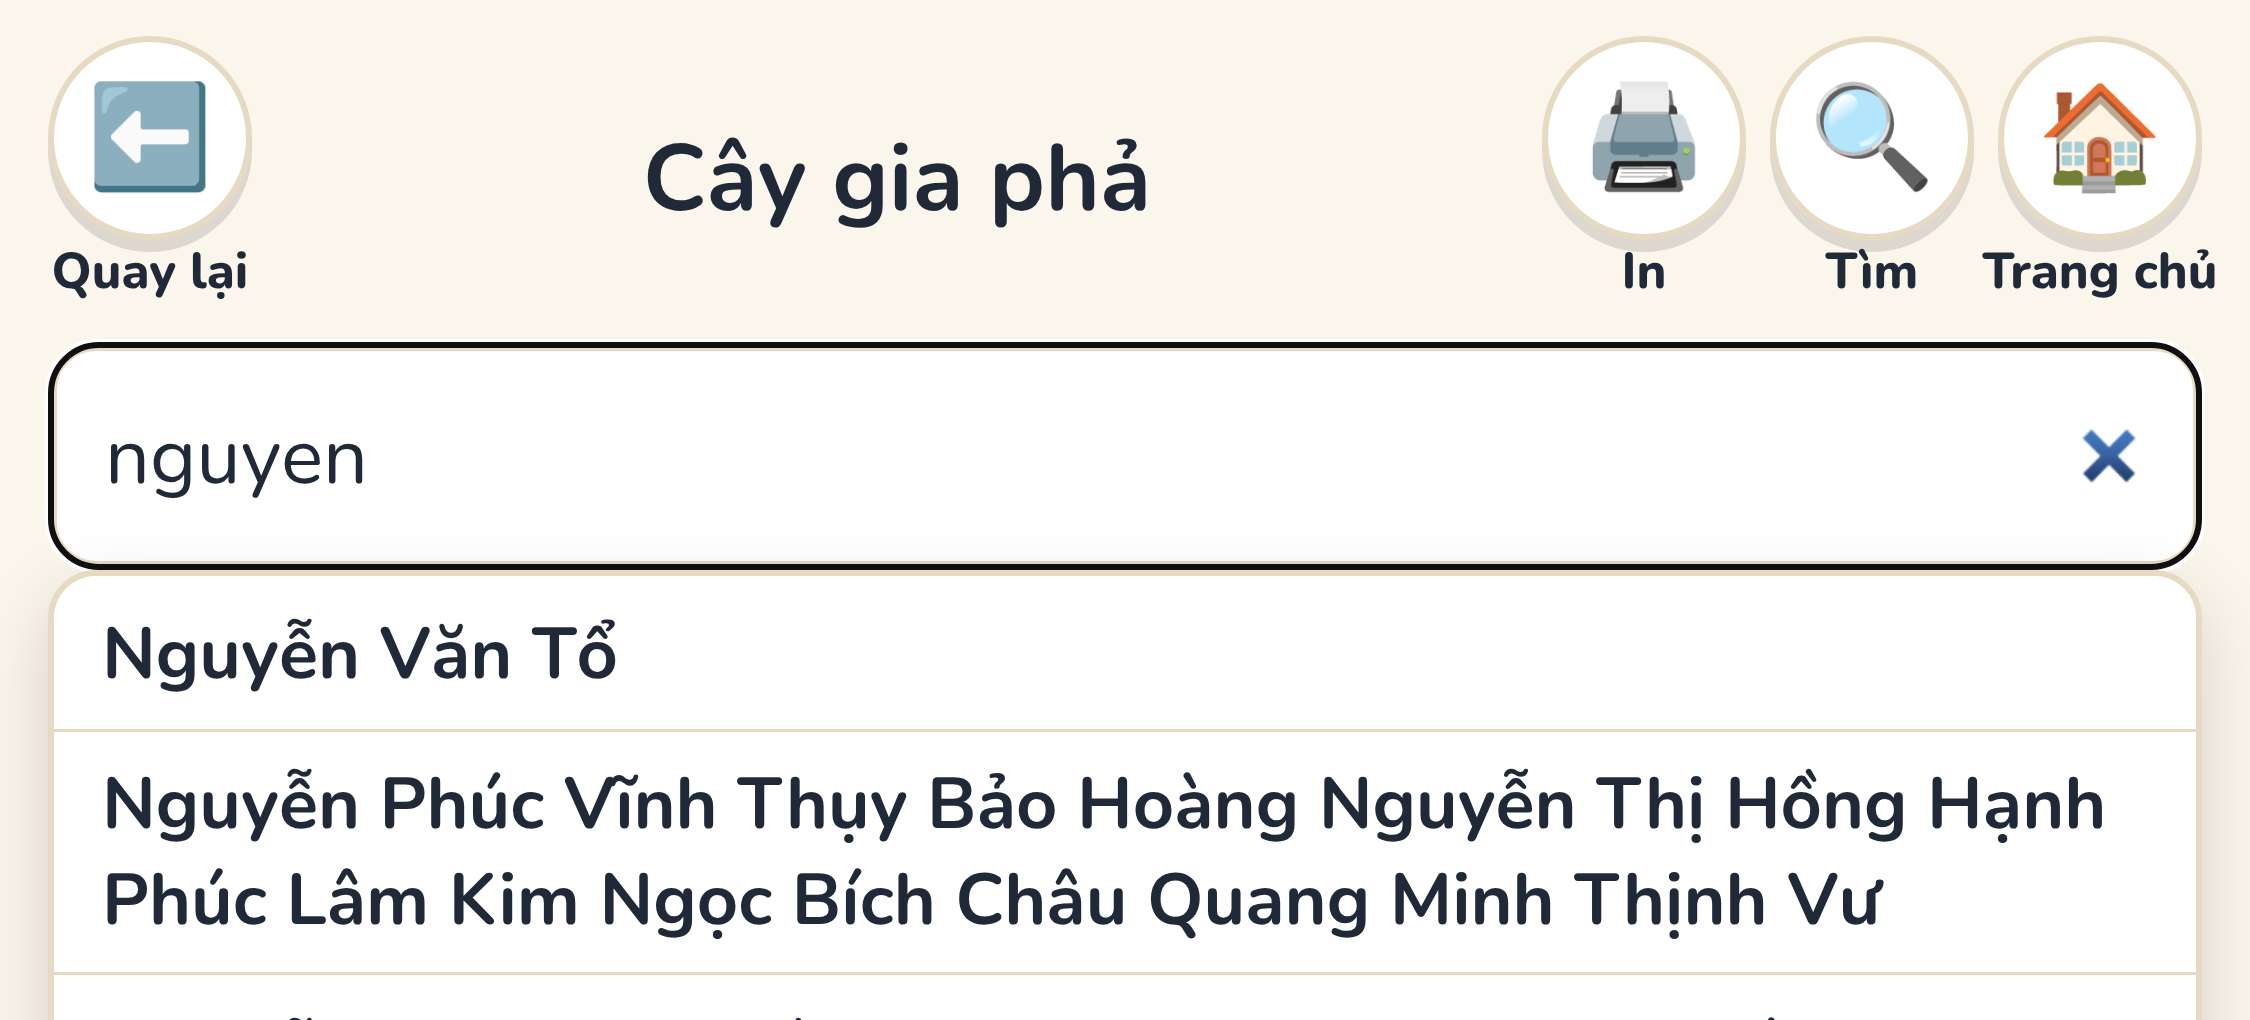 Quay lại
Cây gia phả
In
Tìm
Trang chủ
nguyen
Nguyễn Văn Tổ
Nguyễn Phúc Vĩnh Thụy Bảo Hoàng Nguyễn Thị Hồng Hạnh
Phúc Lâm Kim Ngọc Bích Châu Quang Minh Thịnh Vư